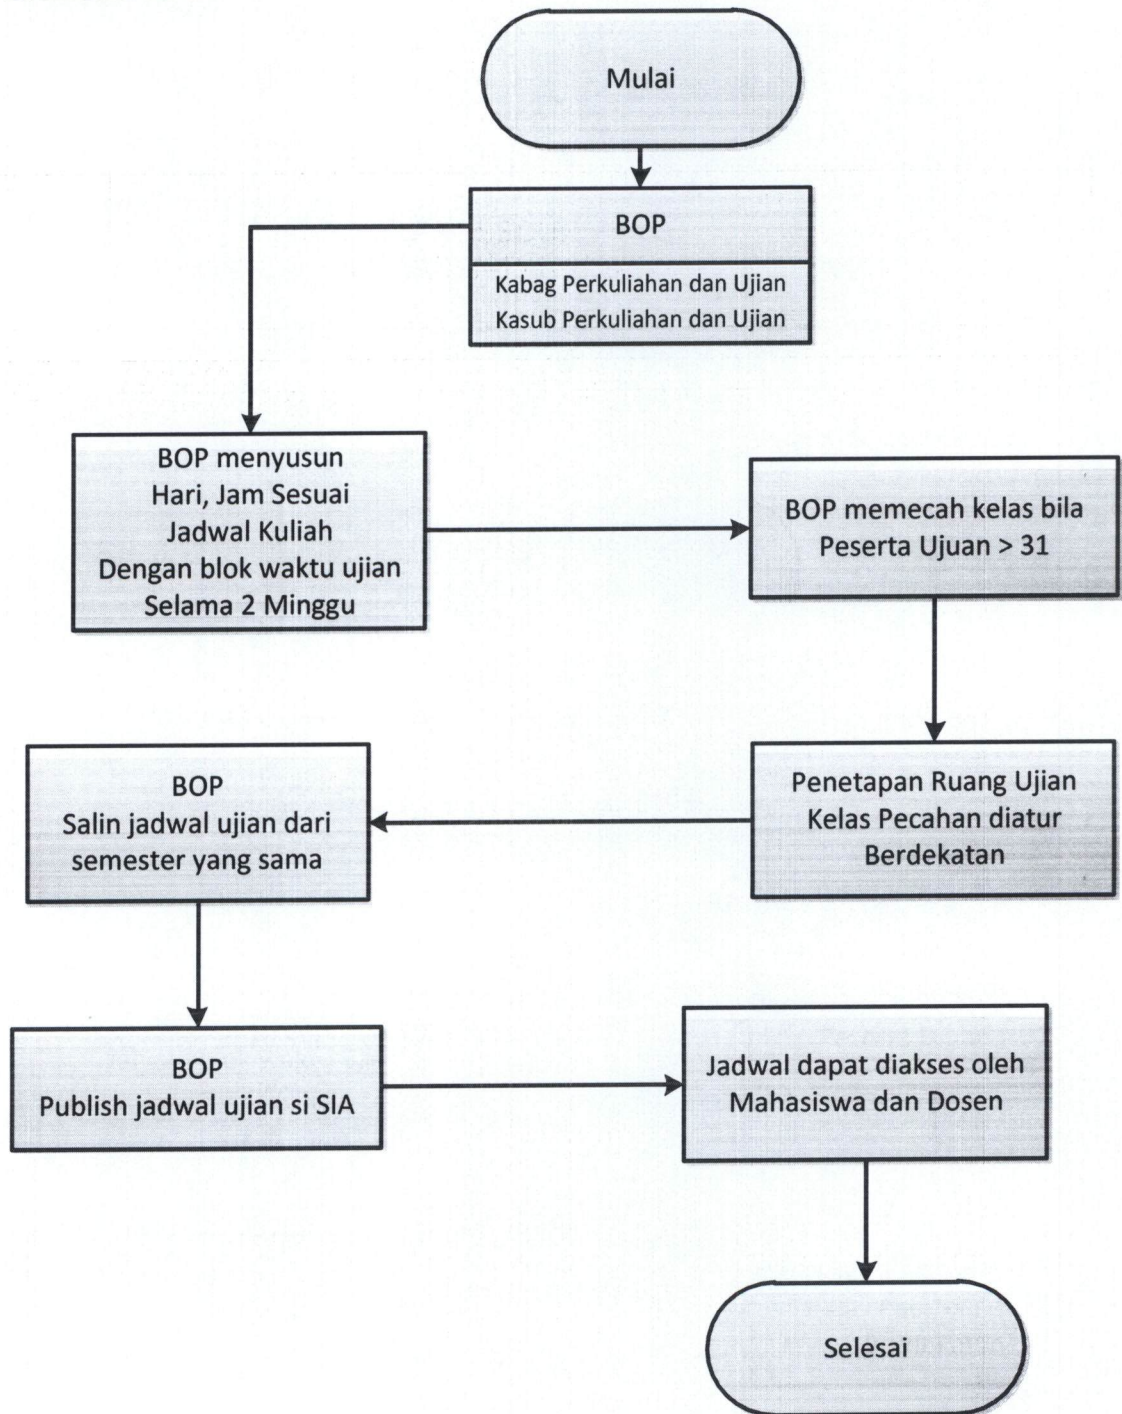 Mulai
BOP
Kabag Perkuliahan dan Ujian
Kasub Perkuliahan dan Ujian
BOP menyusun
Hari, Jam Sesuai
Jadwal Kuliah
Dengan blok waktu ujian
Selama 2 Minggu
BOP memecah kelas bila
Peserta Ujuan > 31
Penetapan Ruang Ujian
Kelas Pecahan diatur
Berdekatan
BOP
Salin jadwal ujian dari
semester yang sama
BOP
Publish jadwal ujian si SIA
Jadwal dapat diakses oleh
Mahasiswa dan Dosen
Selesai